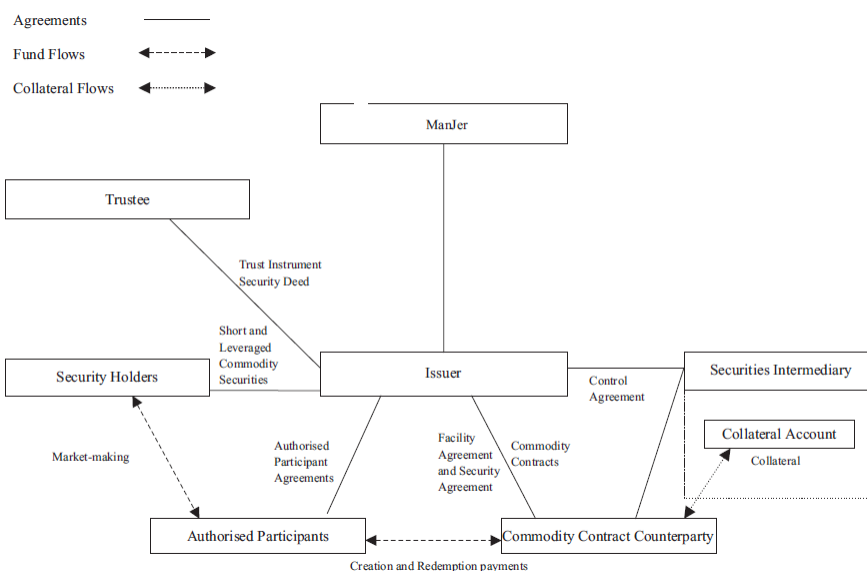 Agreements
Fund Flows
Collateral Flows
ManJer
Trustee
Trust Instrument
Security Deed
Short and
Leveraged
Commodity
Securities
Security Holders
Issuer
Securities Intermediary
Control
Agreement
Collateral Account
Collateral
Market-making
Authorised
Participant
Agreements
Facility
Agreement
and Security
Agreement
Commodity
Contracts
Authorised Participants
Commodity Contract Counterparty
Creation and Redemption payments